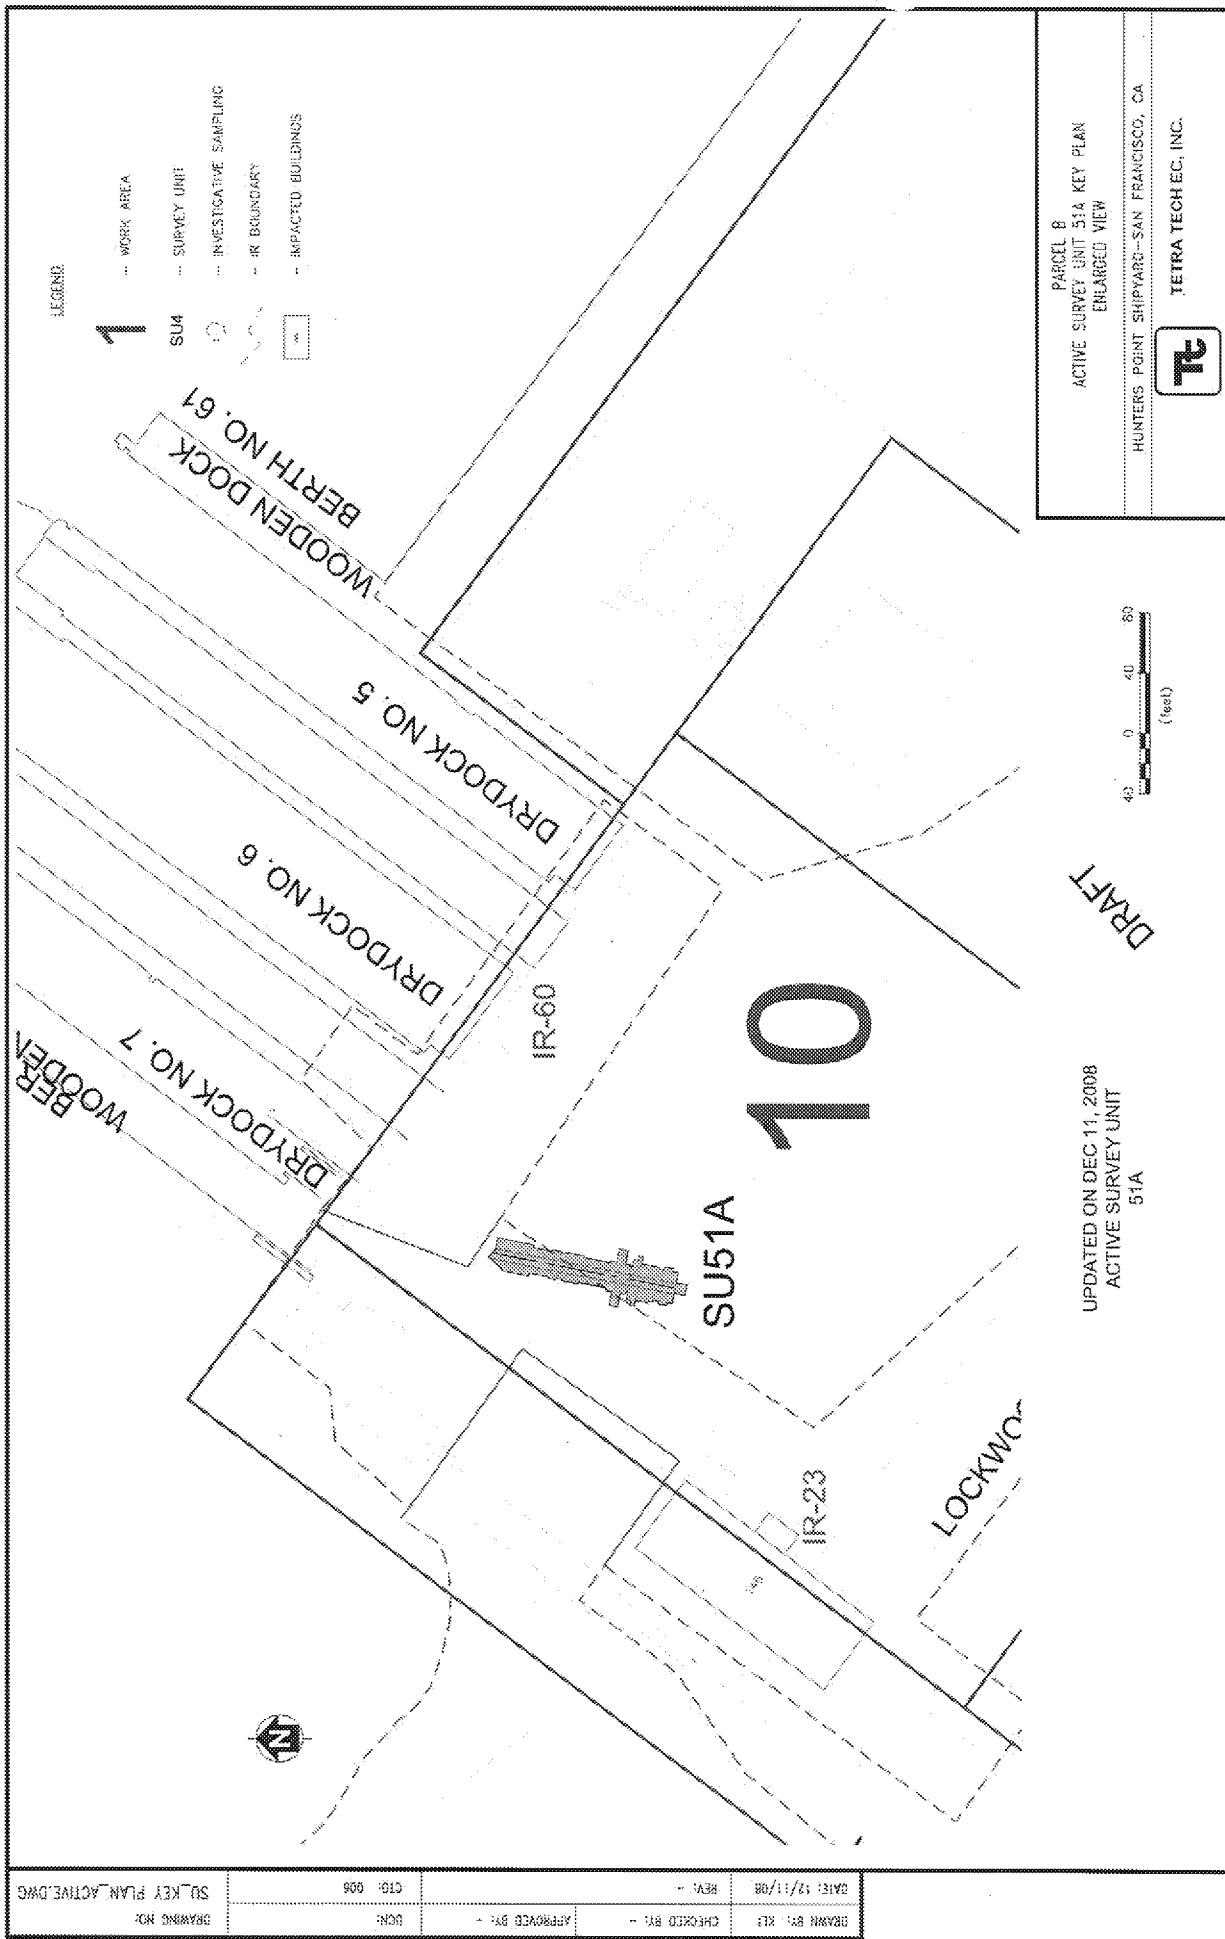 LEGEND
1 -- WORK AREA
SU4 -- SURVEY UNIT
-- INVESTIGATIVE SAMPLING
-- IR BOUNDARY
-- IMPACTED BUILDINGS
BERTH NO. 61
WOODEN DOCK
DRYDOCK NO. 5
DRYDOCK NO. 6
DRYDOCK NO. 7
BER
WOODEN
IR-60
10
SU51A
IR-23
LOCKWO
N
DRAFT
40 0 40 80
(feet)
UPDATED ON DEC 11, 2008
ACTIVE SURVEY UNIT
51A
PARCEL B
ACTIVE SURVEY UNIT 51A KEY PLAN
ENLARGED VIEW
HUNTERS POINT SHIPYARD-SAN FRANCISCO, CA
Tt TETRA TECH EC, INC.
DRAWN BY: KLF
CHECKED BY: -
APPROVED BY: -
DCN:
DRAWING NO:
DATE: 12/11/08
REV: -
CTO: 006
SU_KEY PLAN_ACTIVE.DWG